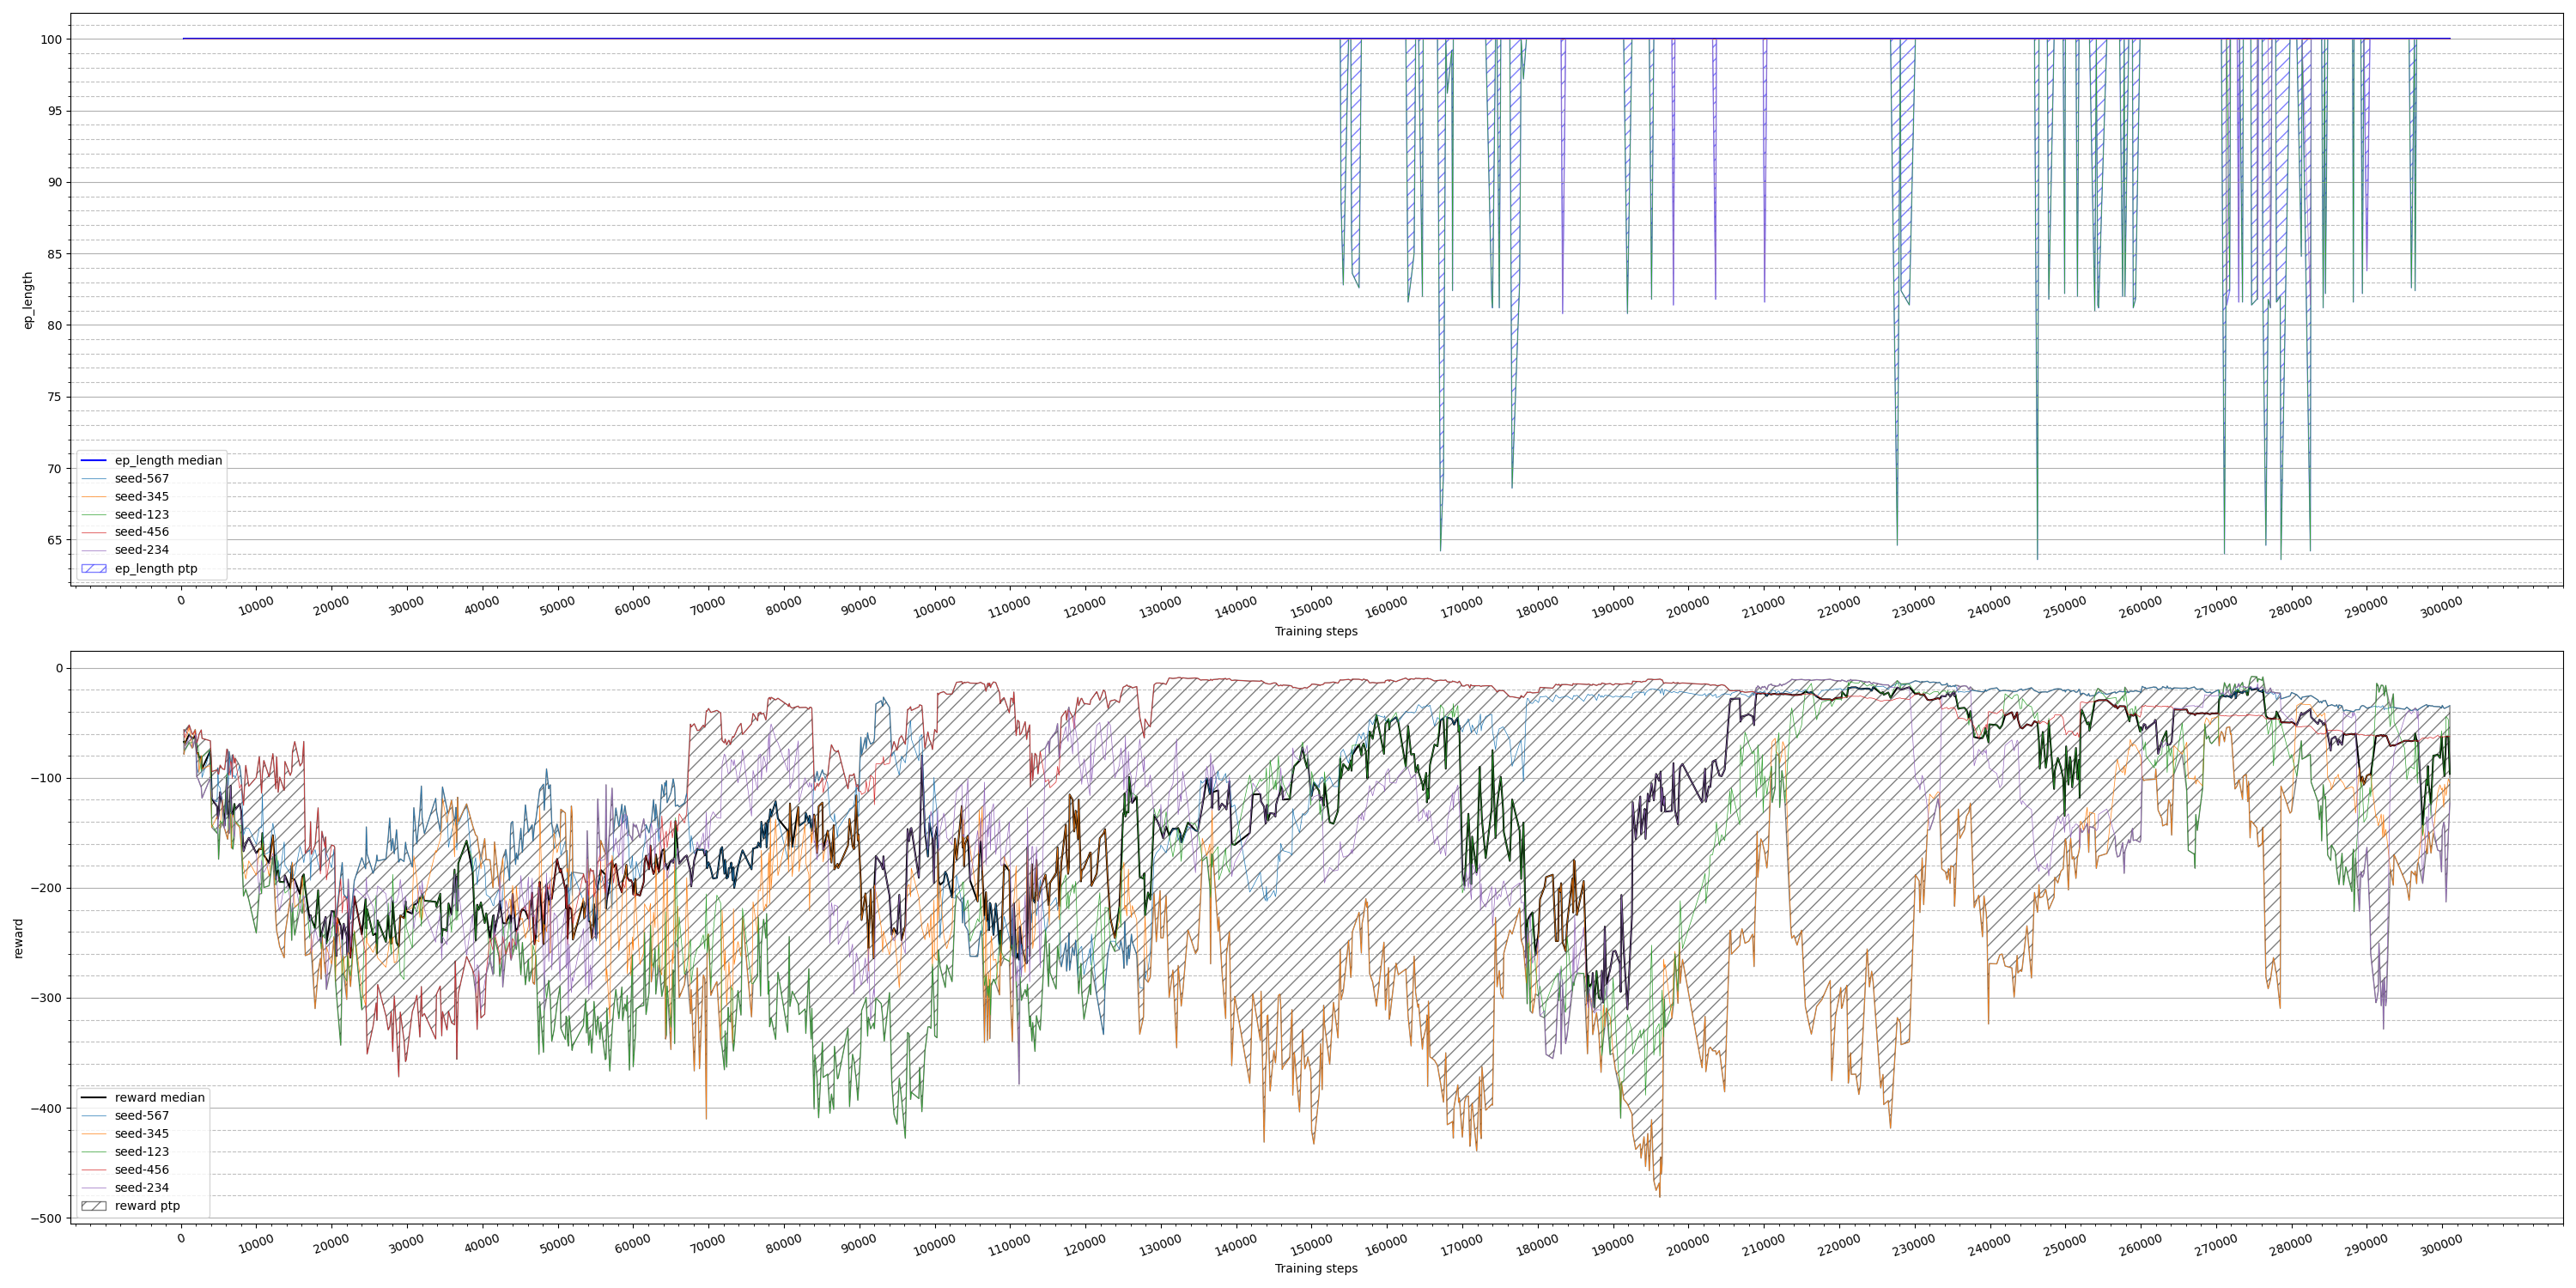 100
95
90
85
80
75
70
65
ep_length
ep_length median
seed-567
seed-345
seed-123
seed-456
seed-234
ep_length ptp
0 10000 20000 30000 40000 50000 60000 70000 80000 90000 100000 110000 120000 130000 140000 150000 160000 170000 180000 190000 200000 210000 220000 230000 240000 250000 260000 270000 280000 290000 300000
Training steps
0
−100
−200
−300
−400
−500
reward
reward median
seed-567
seed-345
seed-123
seed-456
seed-234
reward ptp
0 10000 20000 30000 40000 50000 60000 70000 80000 90000 100000 110000 120000 130000 140000 150000 160000 170000 180000 190000 200000 210000 220000 230000 240000 250000 260000 270000 280000 290000 300000
Training steps